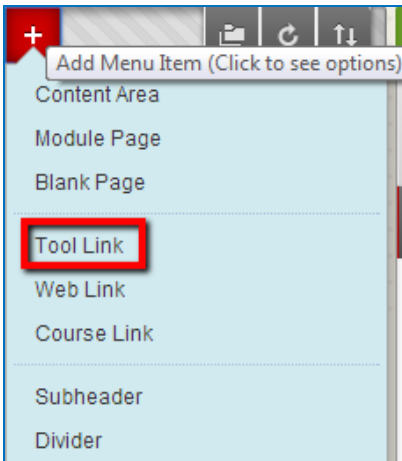 +
Add Menu Item (Click to see options)
Content Area
Module Page
Blank Page
Tool Link
Web Link
Course Link
Subheader
Divider